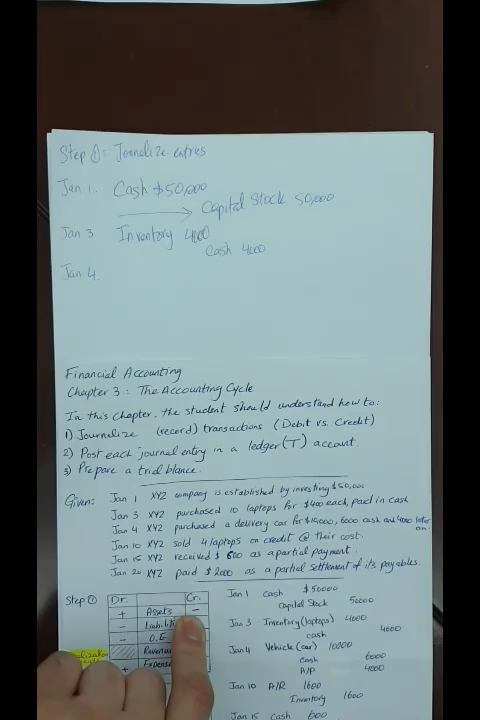 Step ①: Journalize entries
Jan 1. Cash $50,000
Capital Stock 50,000
Jan 3 Inventory 4000
Cash 4000
Jan 4
Financial Accounting
Chapter 3: The Accounting Cycle
In this chapter, the student should understand how to:
1) Journalize (record) transactions (Debit vs. Credit)
2) Post each journal entry in a ledger (T) account.
3) Prepare a trial blance.
Given: Jan 1 XYZ company is established by investing $50,000
Jan 3 XYZ purchased 10 laptops for $400 each, paid in cash
Jan 4 XYZ purchased a delivery car for $10,000, 6000 cash and 4000 later on.
Jan 10 XYZ sold 4 laptops on credit @ their cost.
Jan 15 XYZ received $ 600 as a partial payment.
Jan 20 XYZ paid $2000 as a partial settlement of its payables.
Step ①
Dr. Cr.
+ Assets -
- Liabiliti
- O.E
Revenu
+ Expens
Jan 1 cash $50000
Capital Stock 50000
Jan 3 Inventory (laptops) 4000
cash 4000
Jan 4 Vehicle (car) 10000
cash 6000
A/P 4000
Jan 10 A/R 1600
Inventory 1600
Jan 15 Cash 600